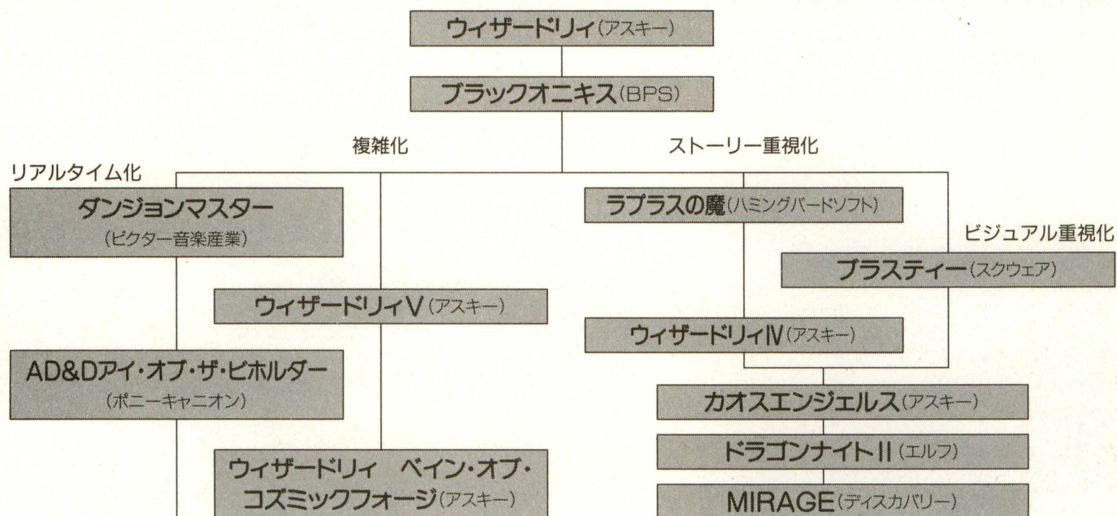 ウィザードリィ(アスキー)
ブラックオニキス(BPS)
複雑化
ストーリー重視化
リアルタイム化
ダンジョンマスター
(ビクター音楽産業)
ラプラスの魔(ハミングバードソフト)
ビジュアル重視化
ブラスティー(スクウェア)
ウィザードリィV(アスキー)
ウィザードリィIV(アスキー)
AD&Dアイ・オブ・ザ・ビホルダー
(ポニーキャニオン)
カオスエンジェルス(アスキー)
ドラゴンナイトII(エルフ)
ウィザードリィ ベイン・オブ・
コズミックフォージ(アスキー)
MIRAGE(ディスカバリー)